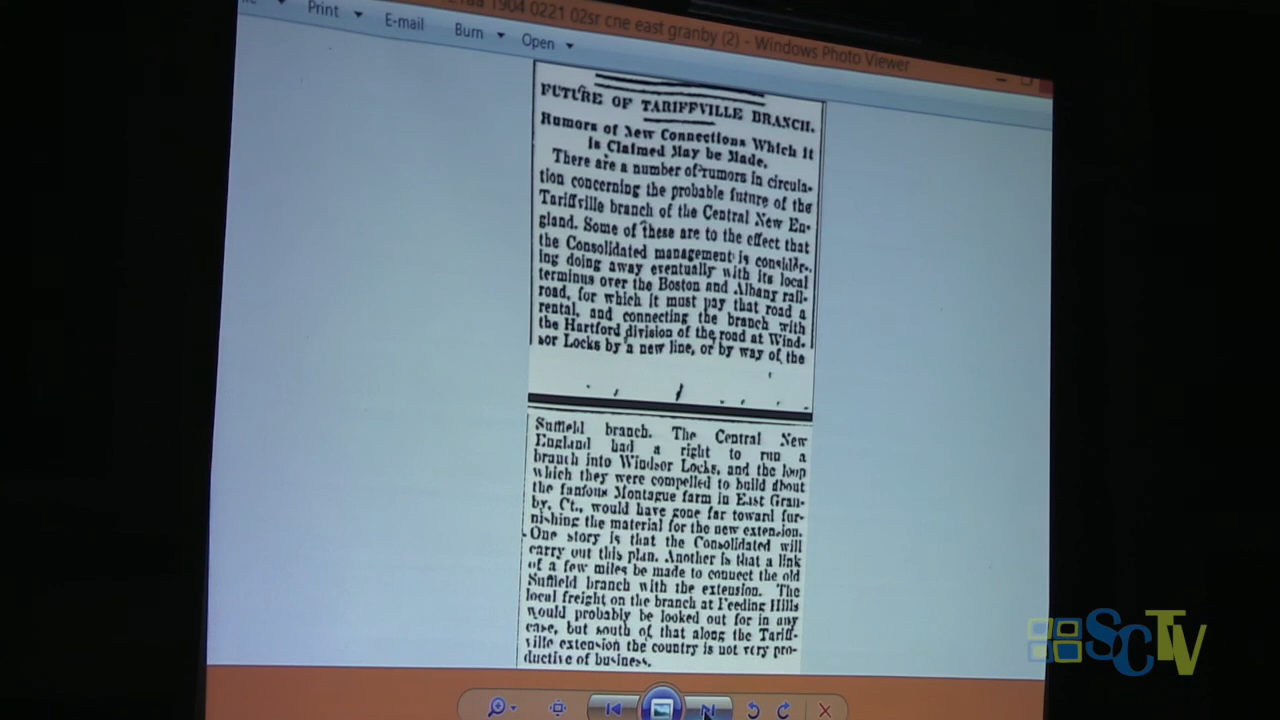 1904 0221 02sr cne east granby (2) - Windows Photo Viewer
Print E-mail Burn Open
FUTURE OF TARIFFVILLE BRANCH.
Rumors of New Connections Which it
is Claimed May be Made.
There are a number of rumors in circula-
tion concerning the probable future of the
Tariffville branch of the Central New En-
gland. Some of these are to the effect that
the Consolidated management is consider-
ing doing away eventually with its local
terminus over the Boston and Albany rail-
road, for which it must pay that road a
rental, and connecting the branch with
the Hartford division of the road at Wind-
sor Locks by a new line, or by way of the
Suffield branch. The Central New
England had a right to run a
branch into Windsor Locks, and the loop
which they were compelled to build about
the famous Montague farm in East Gran-
by, Ct., would have gone far toward fur-
nishing the material for the new extension.
One story is that the Consolidated will
carry out this plan. Another is that a link
of a few miles be made to connect the old
Suffield branch with the extension. The
local freight on the branch at Feeding Hills
would probably be looked out for in any
case, but south of that along the Tariff-
ville extension the country is not very pro-
ductive of business.
SCTV